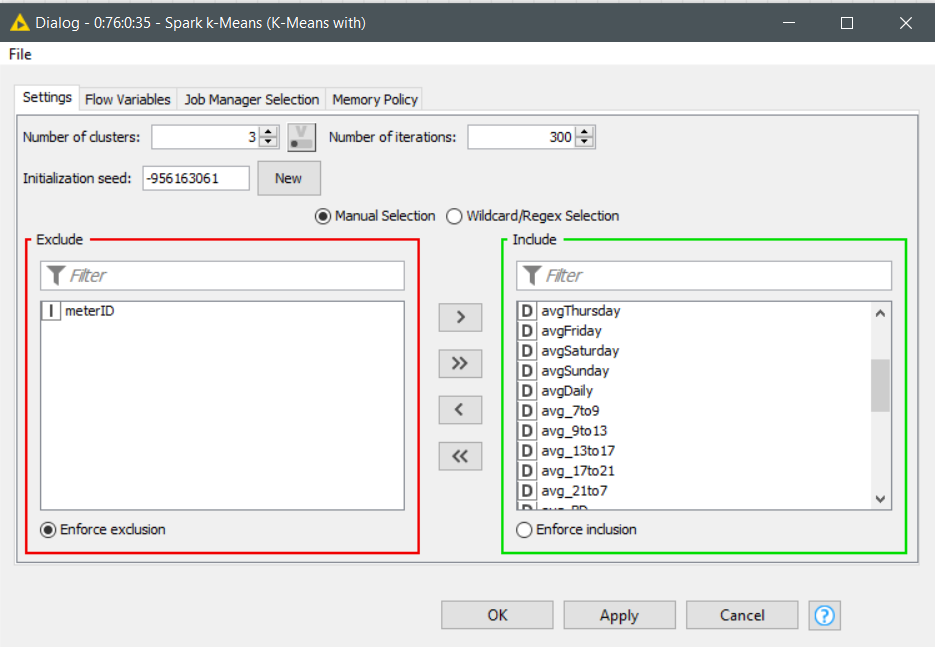 Dialog - 0:76:0:35 - Spark k-Means (K-Means with)
File
Settings Flow Variables Job Manager Selection Memory Policy
Number of clusters: 3 V Number of iterations: 300
Initialization seed: -956163061 New
Manual Selection Wildcard/Regex Selection
Exclude
Filter
I meterID
Enforce exclusion
>
>>
<
<<
Include
Filter
D avgThursday
D avgFriday
D avgSaturday
D avgSunday
D avgDaily
D avg_7to9
D avg_9to13
D avg_13to17
D avg_17to21
D avg_21to7
Enforce inclusion
OK Apply Cancel ?